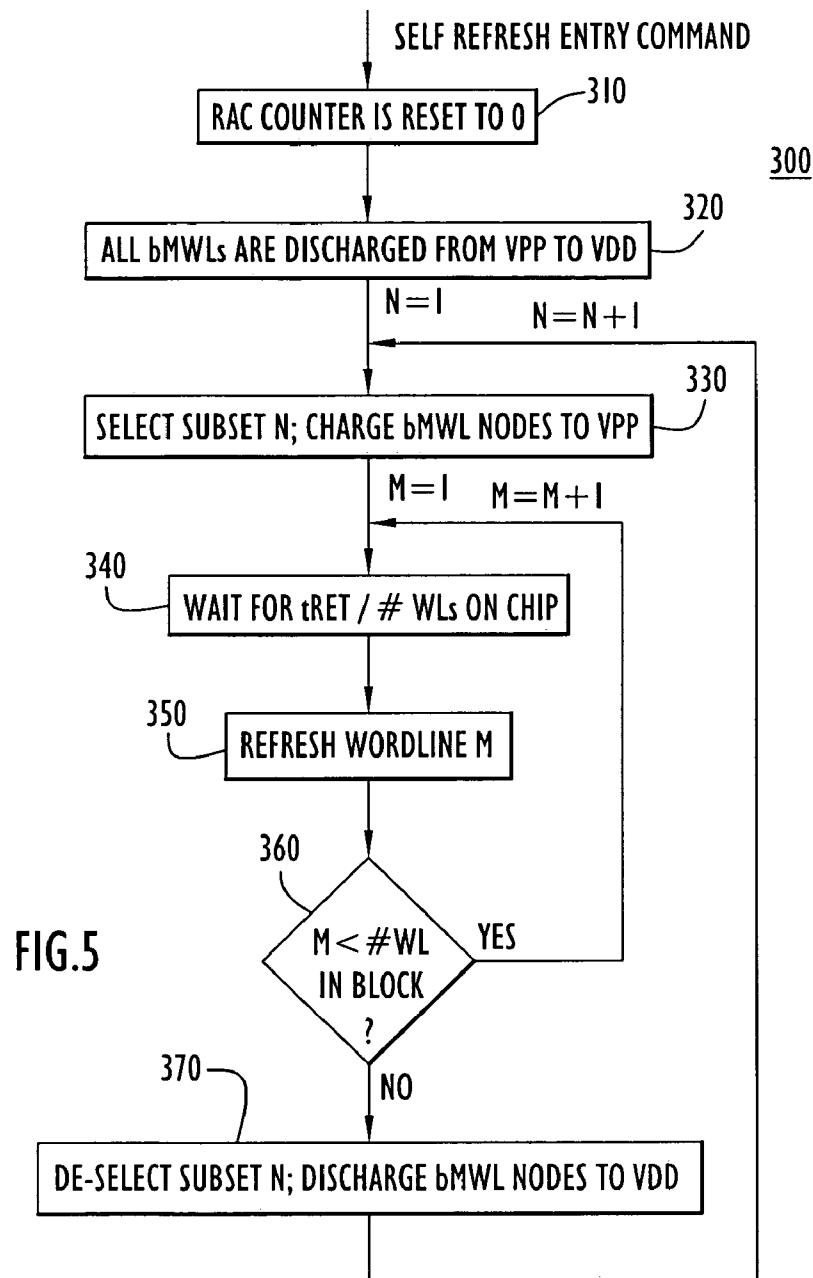 SELF REFRESH ENTRY COMMAND
RAC COUNTER IS RESET TO 0
310
300
320
ALL bMWLs ARE DISCHARGED FROM VPP TO VDD
N=1
N=N+1
330
SELECT SUBSET N; CHARGE bMWL NODES TO VPP
M=1
M=M+1
340
WAIT FOR tRET / # WLs ON CHIP
350
REFRESH WORDLINE M
360
M < #WL
IN BLOCK
?
YES
FIG.5
370
NO
DE-SELECT SUBSET N; DISCHARGE bMWL NODES TO VDD